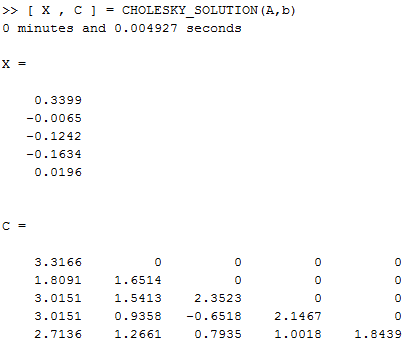 >> [ X , C ] = CHOLESKY_SOLUTION(A,b)
0 minutes and 0.004927 seconds
X =
0.3399
-0.0065
-0.1242
-0.1634
0.0196
C =
3.3166 0 0 0 0
1.8091 1.6514 0 0 0
3.0151 1.5413 2.3523 0 0
3.0151 0.9358 -0.6518 2.1467 0
2.7136 1.2661 0.7935 1.0018 1.8439